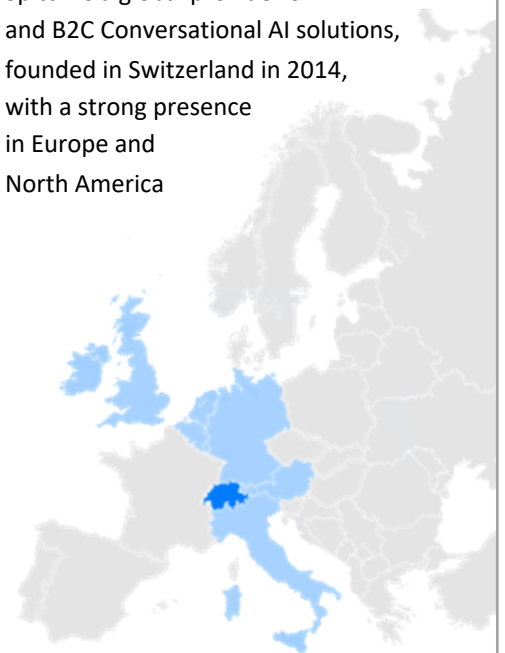 and B2C Conversational AI solutions,
founded in Switzerland in 2014,
with a strong presence
in Europe and
North America